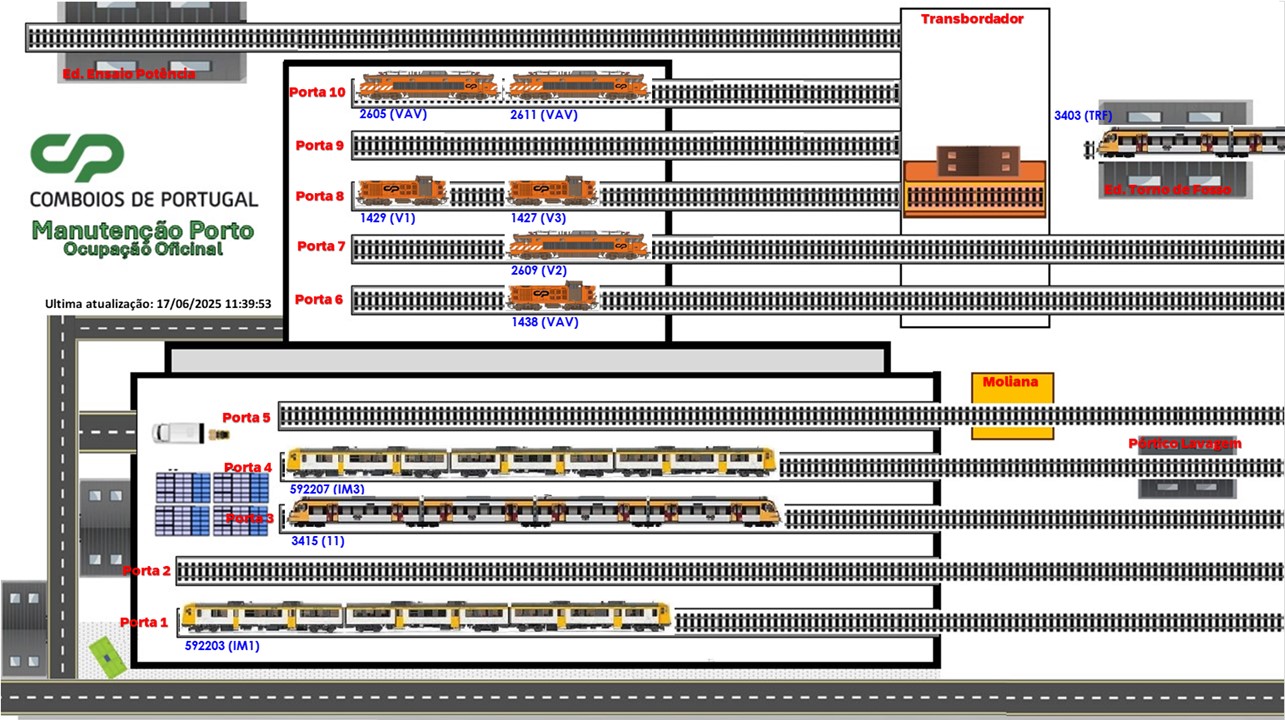 Transbordador
Ed. Ensaio Potência
Porta 10
2605 (VAV)
2611 (VAV)
3403 (TRF)
Porta 9
CP
COMBOIOS DE PORTUGAL
Manutenção Porto
Ocupação Oficinal
Porta 8
1429 (V1)
1427 (V3)
Ed. Torno de Fosso
Porta 7
2609 (V2)
Porta 6
1438 (VAV)
Ultima atualização: 17/06/2025 11:39:53
Moliana
Porta 5
Pórtico Lavagem
Porta 4
592207 (IM3)
Porta 3
3415 (11)
Porta 2
Porta 1
592203 (IM1)